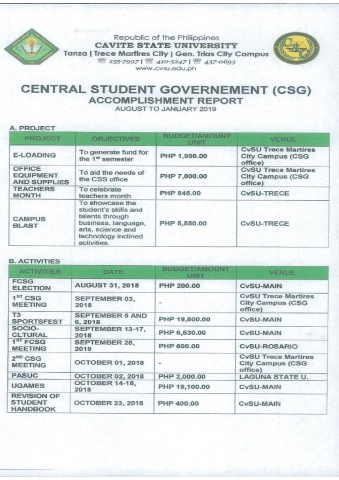 Republic of the Philippines
CAVITE STATE UNIVERSITY
Tanza | Trece Martires City | Gen. Trias City Campus
☏ 235-7997 | ☏ 410-5247 | ☏ 437-0693
www.cvsu.edu.ph
CENTRAL STUDENT GOVERNEMENT (CSG)
ACCOMPLISHMENT REPORT
AUGUST TO JANUARY 2019
A. PROJECT
PROJECT OBJECTIVES BUDGET/AMOUNT UNIT VENUE
E-LOADING To generate fund for the 1st semester PHP 1,990.00 CvSU Trece Martires City Campus (CSG office)
OFFICE EQUIPMENT AND SUPPLIES To aid the needs of the CSS office PHP 7,800.00 CvSU Trece Martires City Campus (CSG office)
TEACHERS MONTH To celebrate teachers month PHP 845.00 CvSU-TRECE
CAMPUS BLAST To showcase the student's skills and talents through business, language, arts, science and technology inclined activities. PHP 5,550.00 CvSU-TRECE
B. ACTIVITIES
ACTIVITIES DATE BUDGET/AMOUNT UNIT VENUE
FCSG ELECTION AUGUST 31, 2018 PHP 200.00 CvSU-MAIN
1ST CSG MEETING SEPTEMBER 03, 2018 - CvSU Trece Martires City Campus (CSG office)
T3 SPORTSFEST SEPTEMBER 5 AND 6, 2018 PHP 19,800.00 CvSU-MAIN
SOCIO-CLTURAL SEPTEMBER 13-17, 2018 PHP 6,530.00 CvSU-MAIN
1ST FCSG MEETING SEPTEMBER 28, 2019 PHP 600.00 CvSU-ROSARIO
2ND CSG MEETING OCTOBER 01, 2018 - CvSU Trece Martires City Campus (CSG office)
PASUC OCTOBER 02, 2018 PHP 2,000.00 LAGUNA STATE U.
UGAMES OCTOBER 14-18, 2018 PHP 19,100.00 CvSU-MAIN
REVISION OF STUDENT HANDBOOK OCTOBER 23, 2018 PHP 400.00 CvSU-MAIN